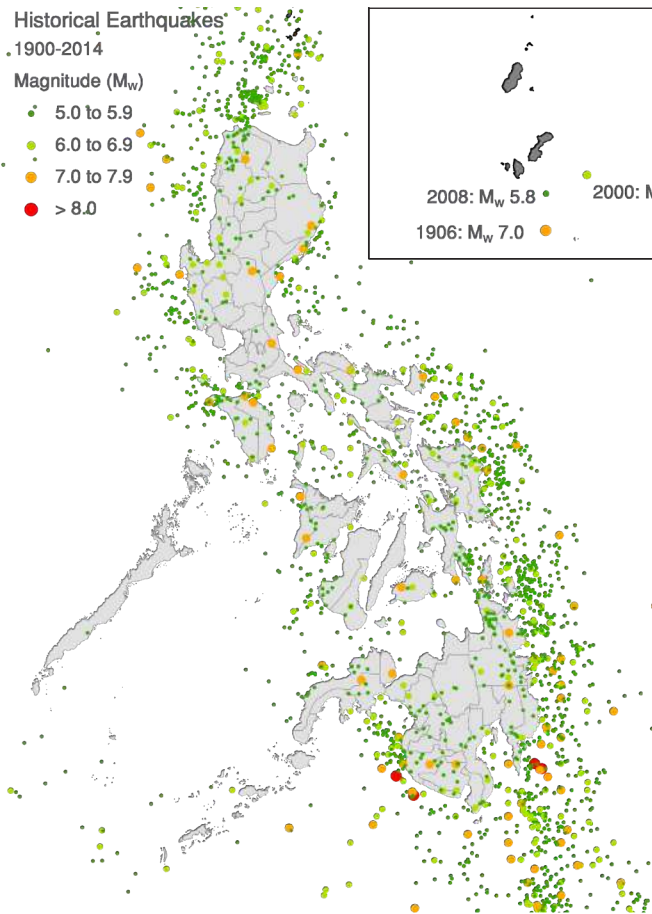 Historical Earthquakes
1900-2014
Magnitude (Mw)
5.0 to 5.9
6.0 to 6.9
7.0 to 7.9
> 8.0
2008: Mw 5.8
2000: M
1906: Mw 7.0